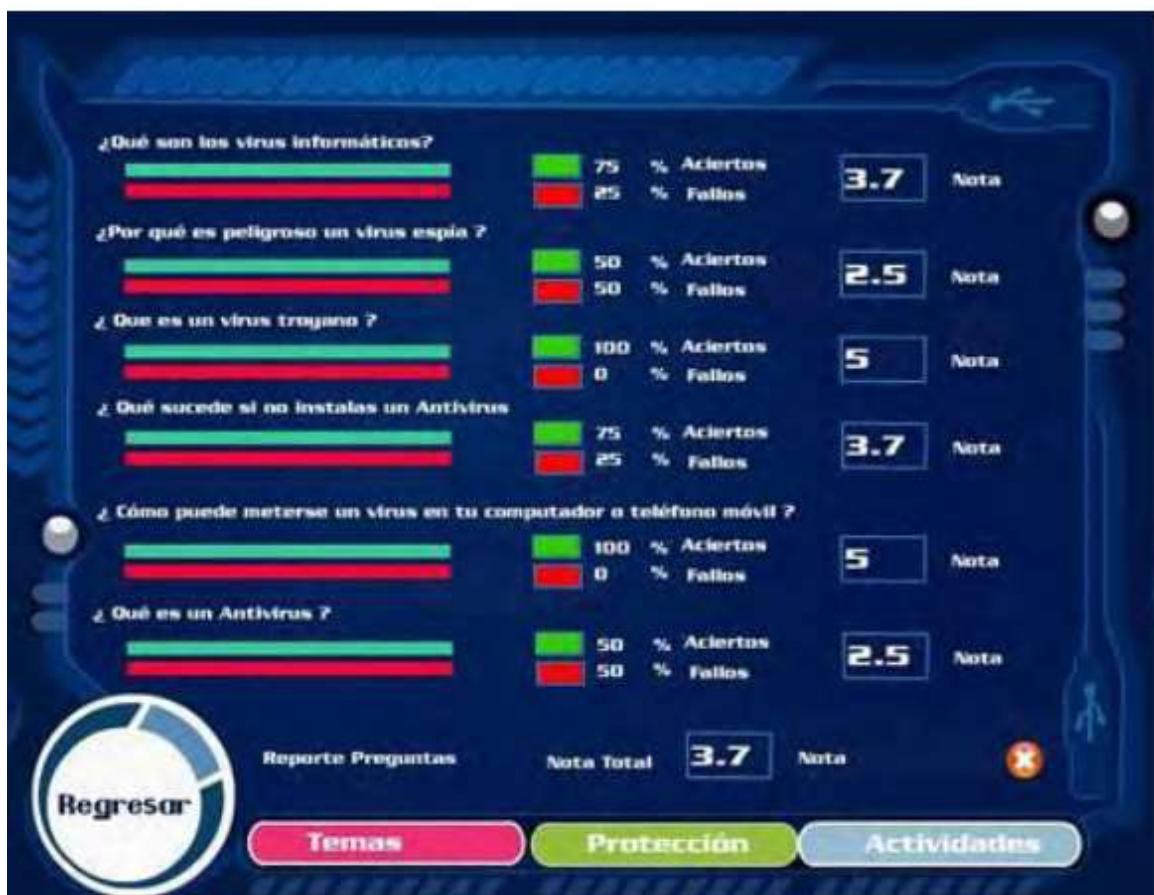 ¿Qué son los virus informáticos?
75 % Aciertos
25 % Fallos
3.7 Nota
¿Por qué es peligroso un virus espía ?
50 % Aciertos
50 % Fallos
2.5 Nota
¿ Que es un virus troyano ?
100 % Aciertos
0 % Fallos
5 Nota
¿ Qué sucede si no instalas un Antivirus
75 % Aciertos
25 % Fallos
3.7 Nota
¿ Cómo puede meterse un virus en tu computador o teléfono móvil ?
100 % Aciertos
0 % Fallos
5 Nota
¿ Qué es un Antivirus ?
50 % Aciertos
50 % Fallos
2.5 Nota
Reporte Preguntas Nota Total 3.7 Nota
Regresar
Temas Protección Actividades